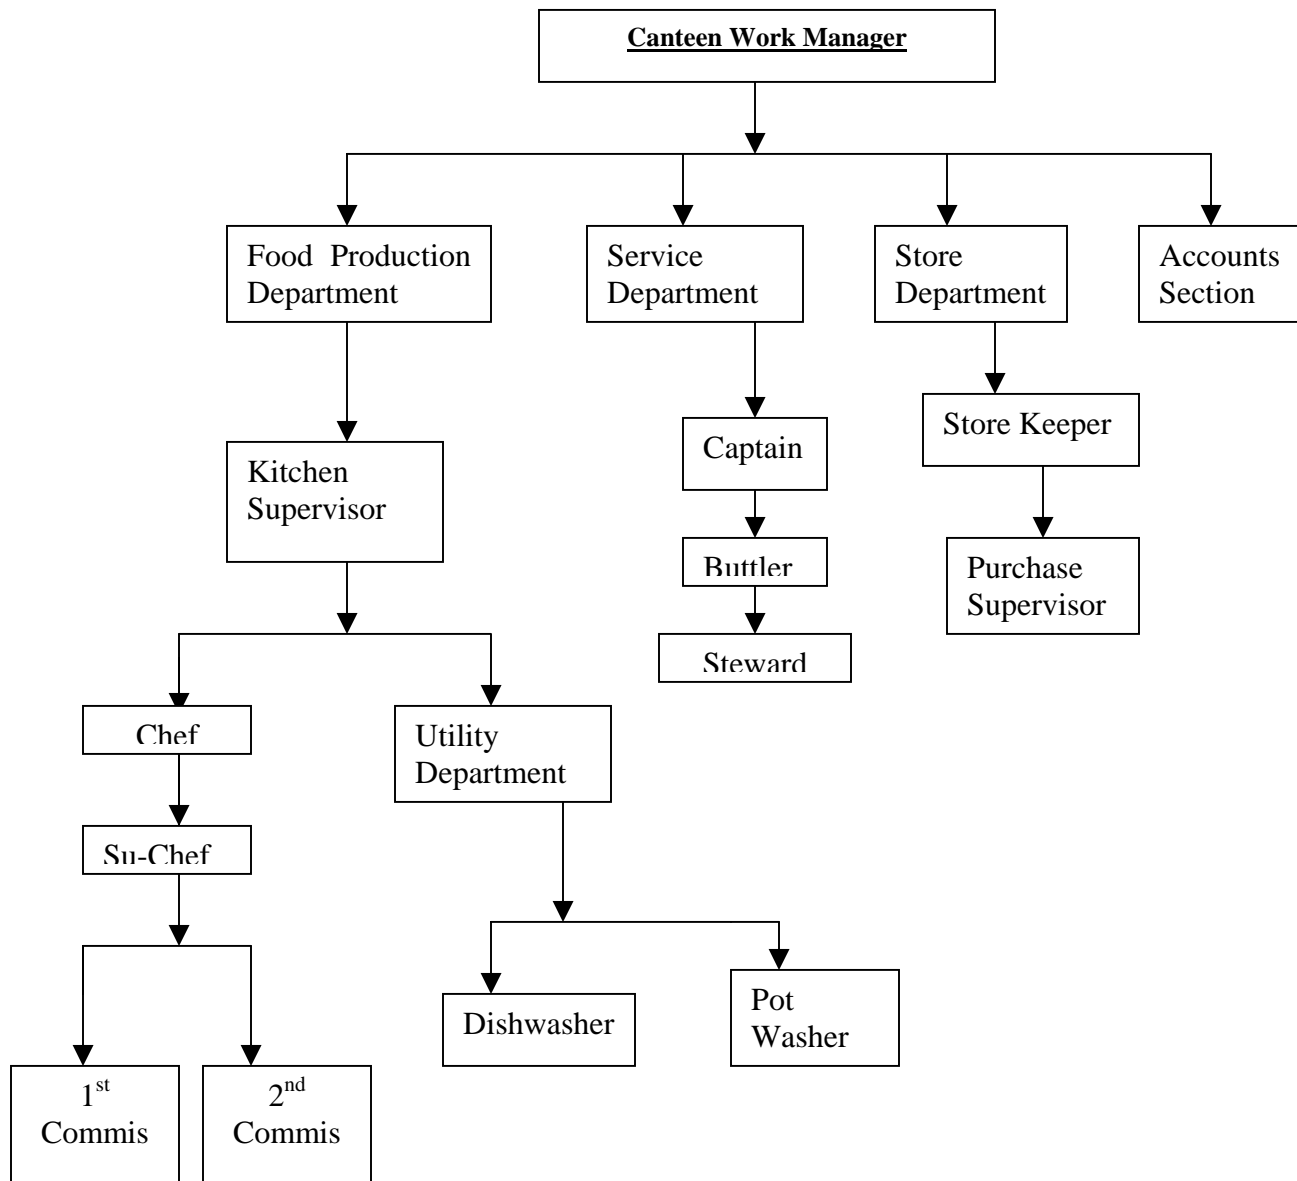 Canteen Work Manager
Food Production
Department
Service
Department
Store
Department
Accounts
Section
Kitchen
Supervisor
Captain
Store Keeper
Buttler
Purchase
Supervisor
Steward
Chef
Utility
Department
Su-Chef
Dishwasher
Pot
Washer
1st
Commis
2nd
Commis